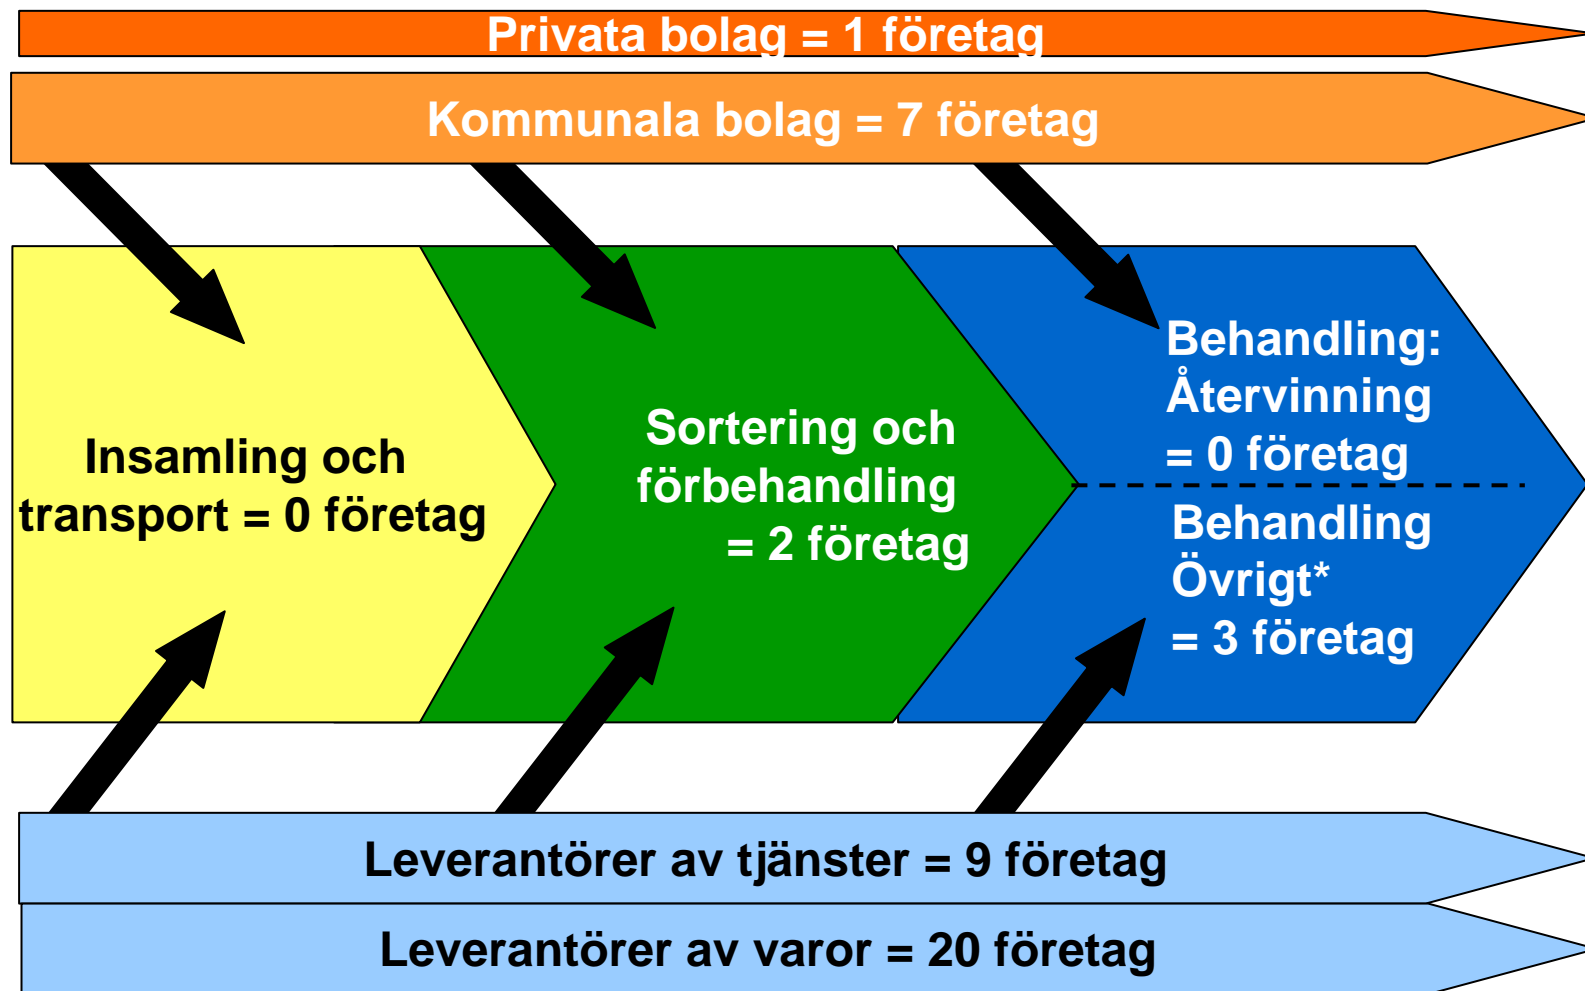 Privata bolag = 1 företag
Kommunala bolag = 7 företag
Insamling och
transport = 0 företag
Sortering och
förbehandling
= 2 företag
Behandling:
Återvinning
= 0 företag
Behandling
Övrigt*
= 3 företag
Leverantörer av tjänster = 9 företag
Leverantörer av varor = 20 företag